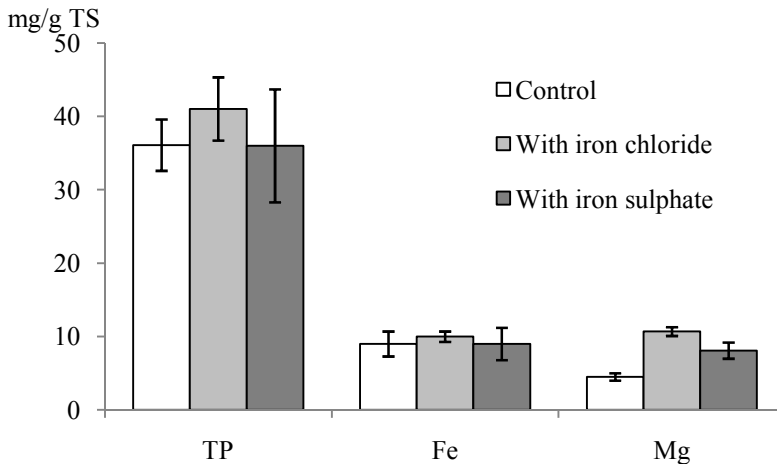 mg/g TS
50
40
30
20
10
0
Control
With iron chloride
With iron sulphate
TP Fe Mg